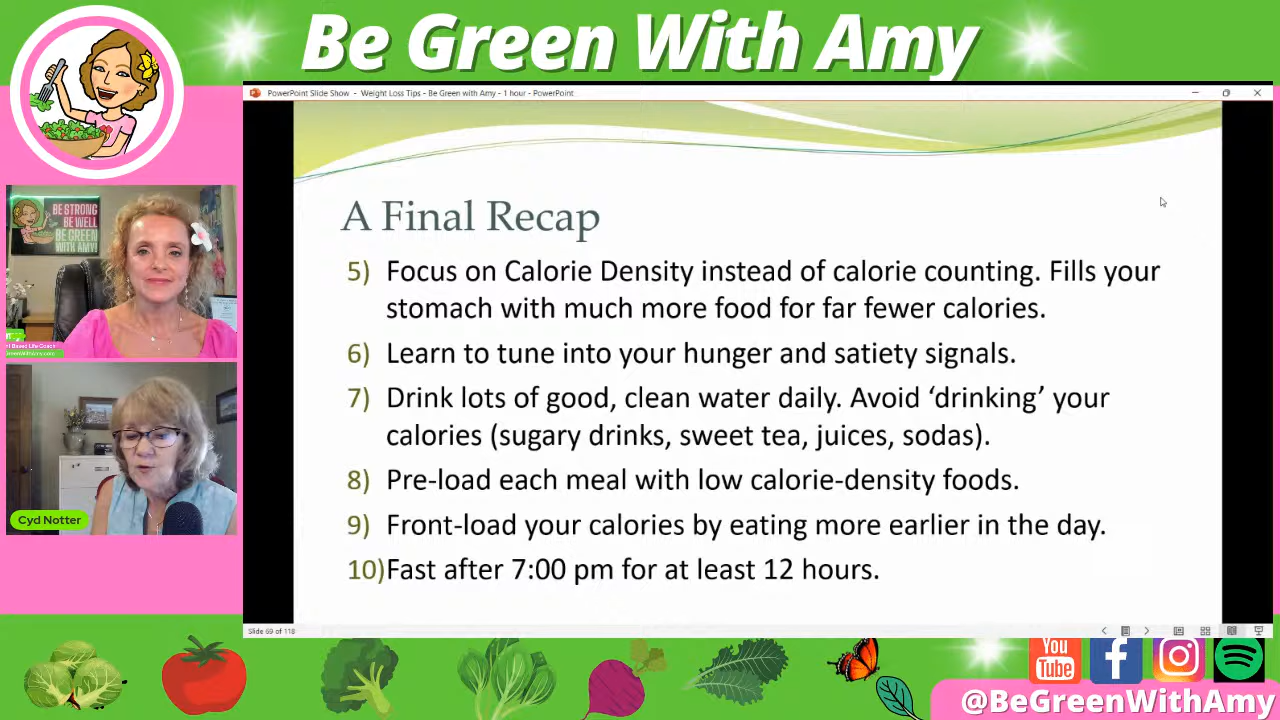 Be Green With Amy
PowerPoint Slide Show - Weight Loss Tips - Be Green with Amy - 1 hour - PowerPoint
BE STRONG
BE WELL
BE GREEN
WITH AMY!
A Final Recap
5) Focus on Calorie Density instead of calorie counting. Fills your
stomach with much more food for far fewer calories.
6) Learn to tune into your hunger and satiety signals.
7) Drink lots of good, clean water daily. Avoid ‘drinking’ your
calories (sugary drinks, sweet tea, juices, sodas).
8) Pre-load each meal with low calorie-density foods.
9) Front-load your calories by eating more earlier in the day.
10)Fast after 7:00 pm for at least 12 hours.
Cyd Notter
Slide 69 of 118
You
Tube
@BeGreenWithAmy